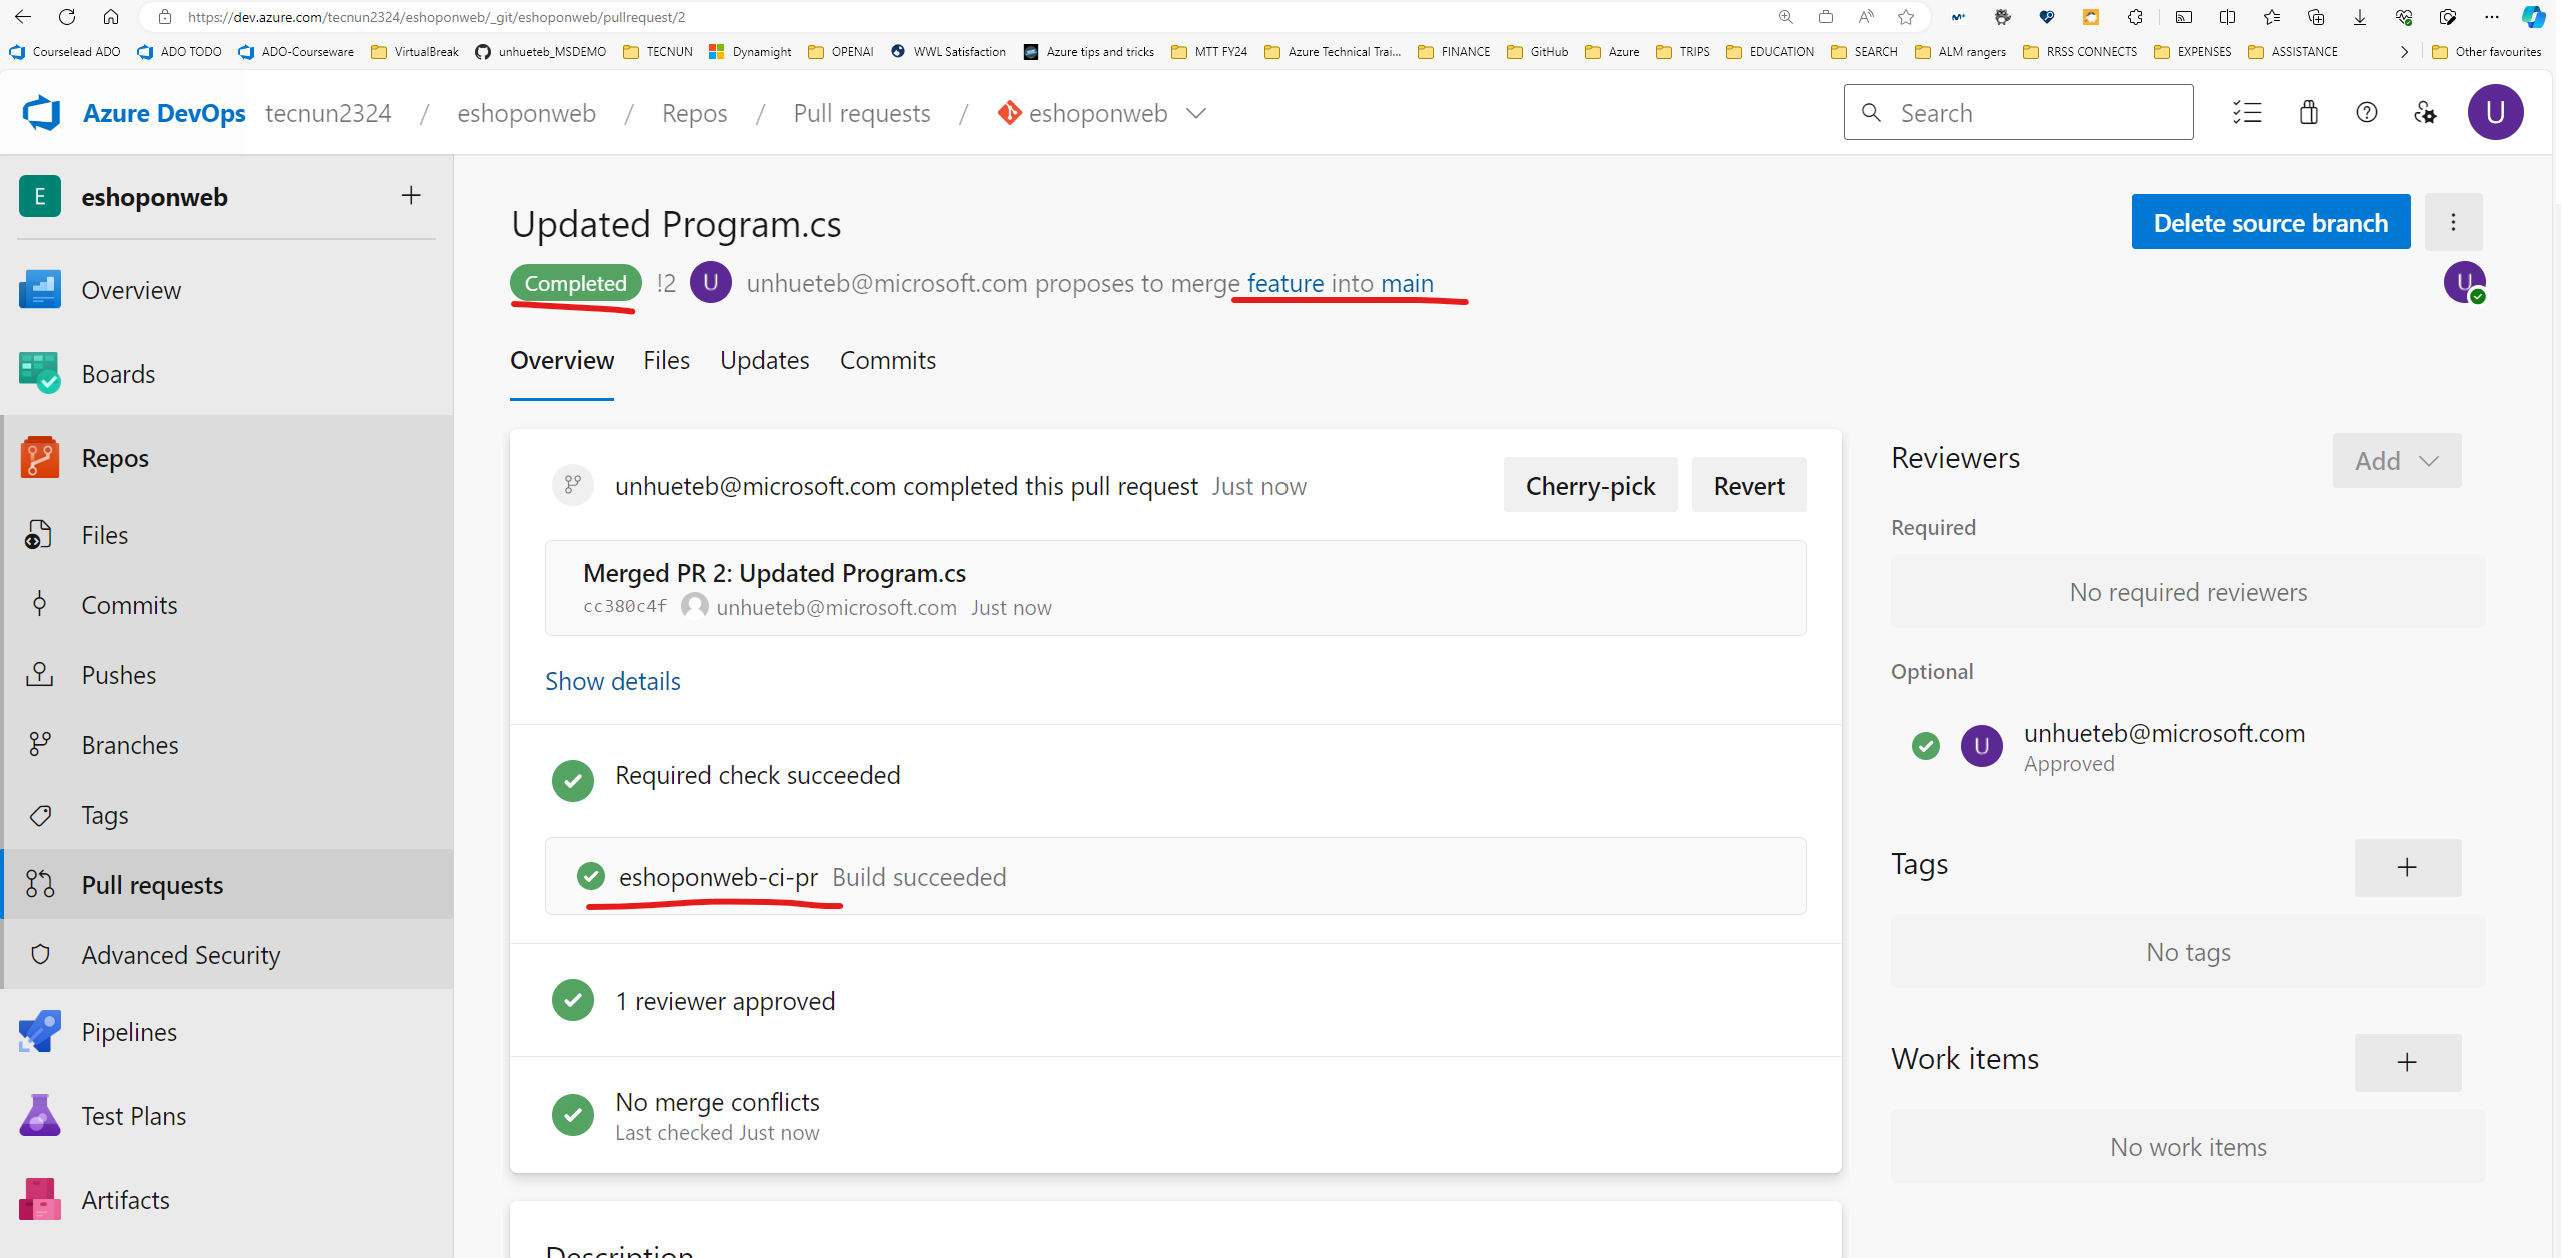 https://dev.azure.com/tecnun2324/eshoponweb/_git/eshoponweb/pullrequest/2
Courselead ADO ADO TODO ADO-Courseware VirtualBreak unhueteb_MSDEMO TECNUN Dynamight OPENAI WWL Satisfaction Azure tips and tricks MTT FY24 Azure Technical Trai... FINANCE GitHub Azure TRIPS EDUCATION SEARCH ALM rangers RRSS CONNECTS EXPENSES ASSISTANCE Other favourites
Azure DevOps tecnun2324 / eshoponweb / Repos / Pull requests / eshoponweb Search U
E eshoponweb +
Overview
Boards
Repos
Files
Commits
Pushes
Branches
Tags
Pull requests
Advanced Security
Pipelines
Test Plans
Artifacts
Updated Program.cs Delete source branch
Completed !2 U unhueteb@microsoft.com proposes to merge feature into main U
Overview Files Updates Commits
unhueteb@microsoft.com completed this pull request Just now Cherry-pick Revert
Merged PR 2: Updated Program.cs
cc380c4f unhueteb@microsoft.com Just now
Show details
Required check succeeded
eshoponweb-ci-pr Build succeeded
1 reviewer approved
No merge conflicts
Last checked Just now
Description
Reviewers Add
Required
No required reviewers
Optional
U unhueteb@microsoft.com
Approved
Tags +
No tags
Work items +
No work items